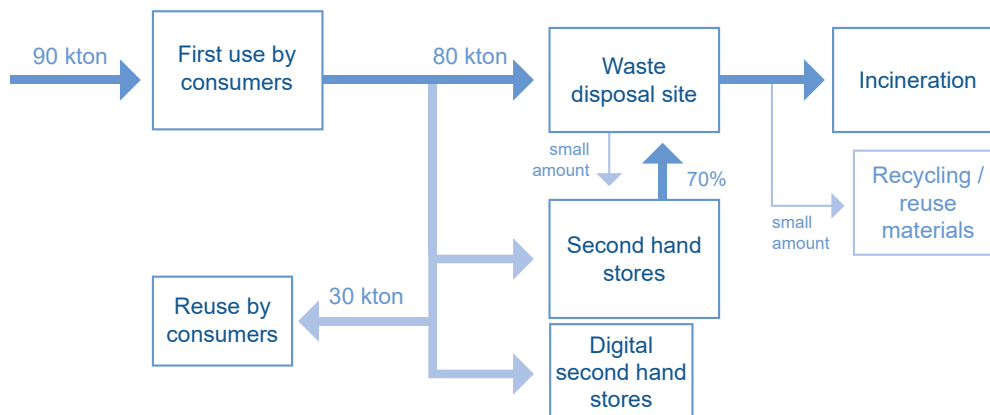 90 kton
First use by
consumers
80 kton
Waste
disposal site
Incineration
small
amount
70%
Recycling /
reuse
materials
small
amount
Second hand
stores
Reuse by
consumers
30 kton
Digital
second hand
stores